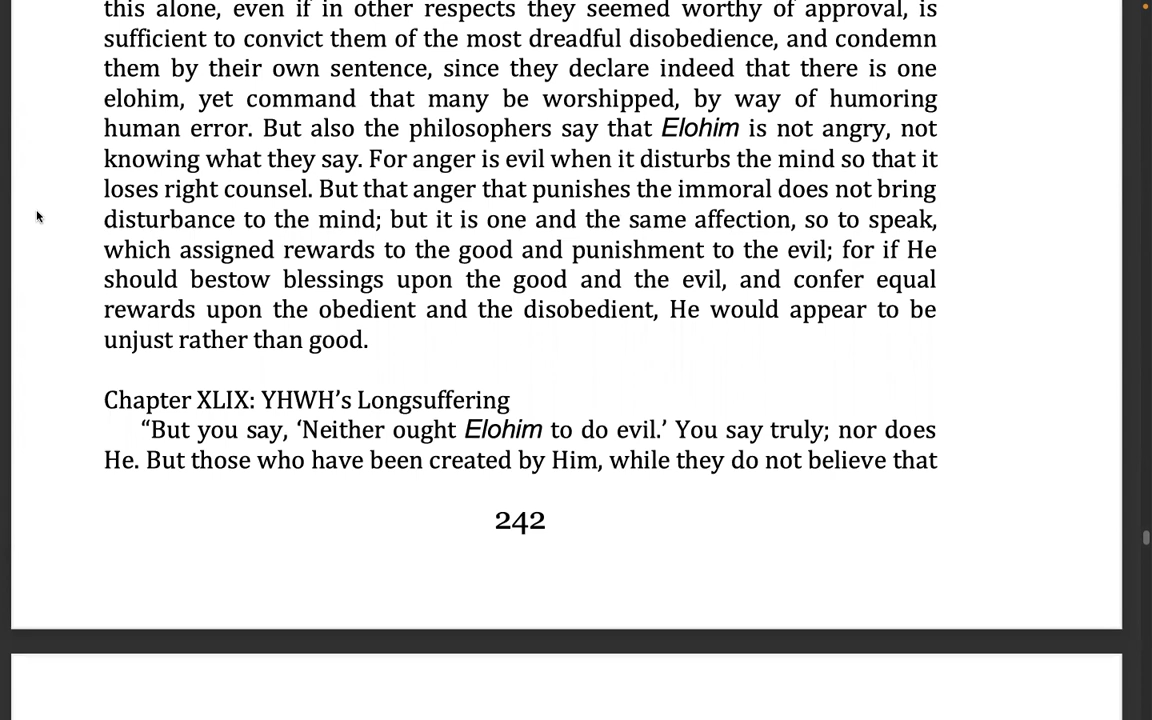 this alone, even if in other respects they seemed worthy of approval, is
sufficient to convict them of the most dreadful disobedience, and condemn
them by their own sentence, since they declare indeed that there is one
elohim, yet command that many be worshipped, by way of humoring
human error. But also the philosophers say that Elohim is not angry, not
knowing what they say. For anger is evil when it disturbs the mind so that it
loses right counsel. But that anger that punishes the immoral does not bring
disturbance to the mind; but it is one and the same affection, so to speak,
which assigned rewards to the good and punishment to the evil; for if He
should bestow blessings upon the good and the evil, and confer equal
rewards upon the obedient and the disobedient, He would appear to be
unjust rather than good.
Chapter XLIX: YHWH’s Longsuffering
“But you say, ‘Neither ought Elohim to do evil.’ You say truly; nor does
He. But those who have been created by Him, while they do not believe that
242